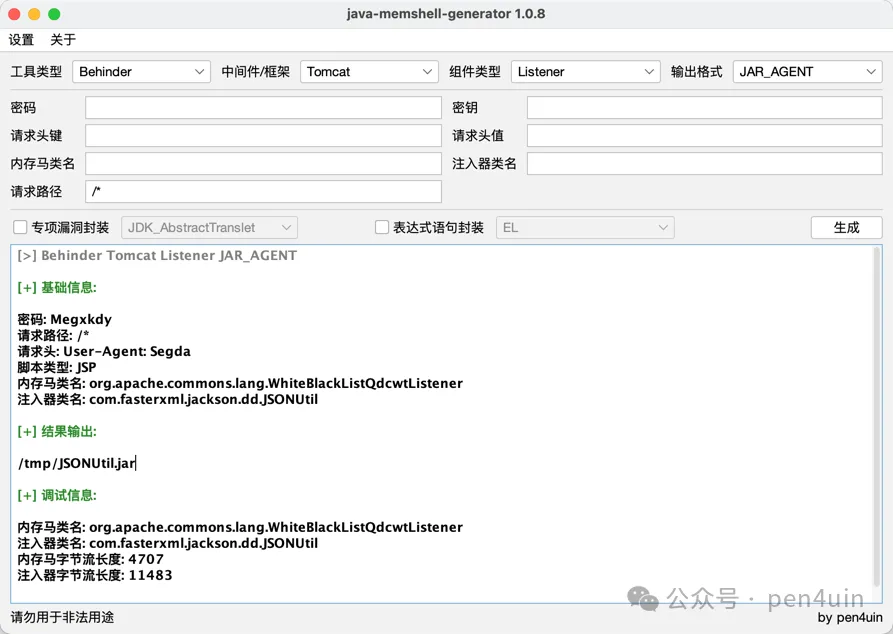 java-memshell-generator 1.0.8
设置 关于
工具类型 Behinder 中间件/框架 Tomcat 组件类型 Listener 输出格式 JAR_AGENT
密码 密钥
请求头键 请求头值
内存马类名 注入器类名
请求路径 /*
专项漏洞封装 JDK_AbstractTranslet 表达式语句封装 EL 生成
[>] Behinder Tomcat Listener JAR_AGENT
[+] 基础信息:
密码: Megxkdy
请求路径: /*
请求头: User-Agent: Segda
脚本类型: JSP
内存马类名: org.apache.commons.lang.WhiteBlackListQdcwtListener
注入器类名: com.fasterxml.jackson.dd.JSONUtil
[+] 结果输出:
/tmp/JSONUtil.jar
[+] 调试信息:
内存马类名: org.apache.commons.lang.WhiteBlackListQdcwtListener
注入器类名: com.fasterxml.jackson.dd.JSONUtil
内存马字节流长度: 4707
注入器字节流长度: 11483
公众号 · pen4uin
请勿用于非法用途 by pen4uin